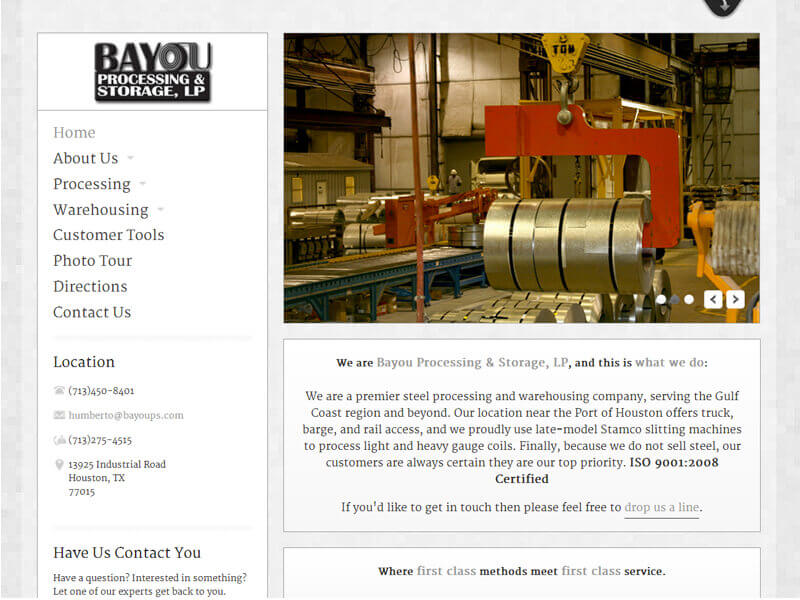 BAYOU
PROCESSING &
STORAGE, LP
Home
About Us
Processing
Warehousing
Customer Tools
Photo Tour
Directions
Contact Us
Location
(713)450-8401
humberto@bayoups.com
(713)275-4515
13925 Industrial Road
Houston, TX
77015
Have Us Contact You
Have a question? Interested in something?
Let one of our experts get back to you.
TON
We are Bayou Processing & Storage, LP, and this is what we do:
We are a premier steel processing and warehousing company, serving the Gulf
Coast region and beyond. Our location near the Port of Houston offers truck,
barge, and rail access, and we proudly use late-model Stamco slitting machines
to process light and heavy gauge coils. Finally, because we do not sell steel, our
customers are always certain they are our top priority. ISO 9001:2008
Certified
If you'd like to get in touch then please feel free to drop us a line.
Where first class methods meet first class service.